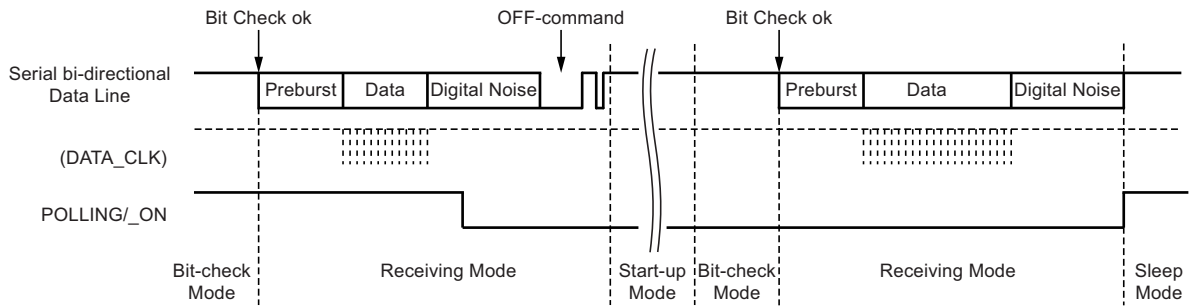 Bit Check ok
OFF-command
Bit Check ok
Serial bi-directional
Data Line
Preburst
Data
Digital Noise
Preburst
Data
Digital Noise
(DATA_CLK)
POLLING/_ON
Bit-check
Mode
Receiving Mode
Start-up
Mode
Bit-check
Mode
Receiving Mode
Sleep
Mode